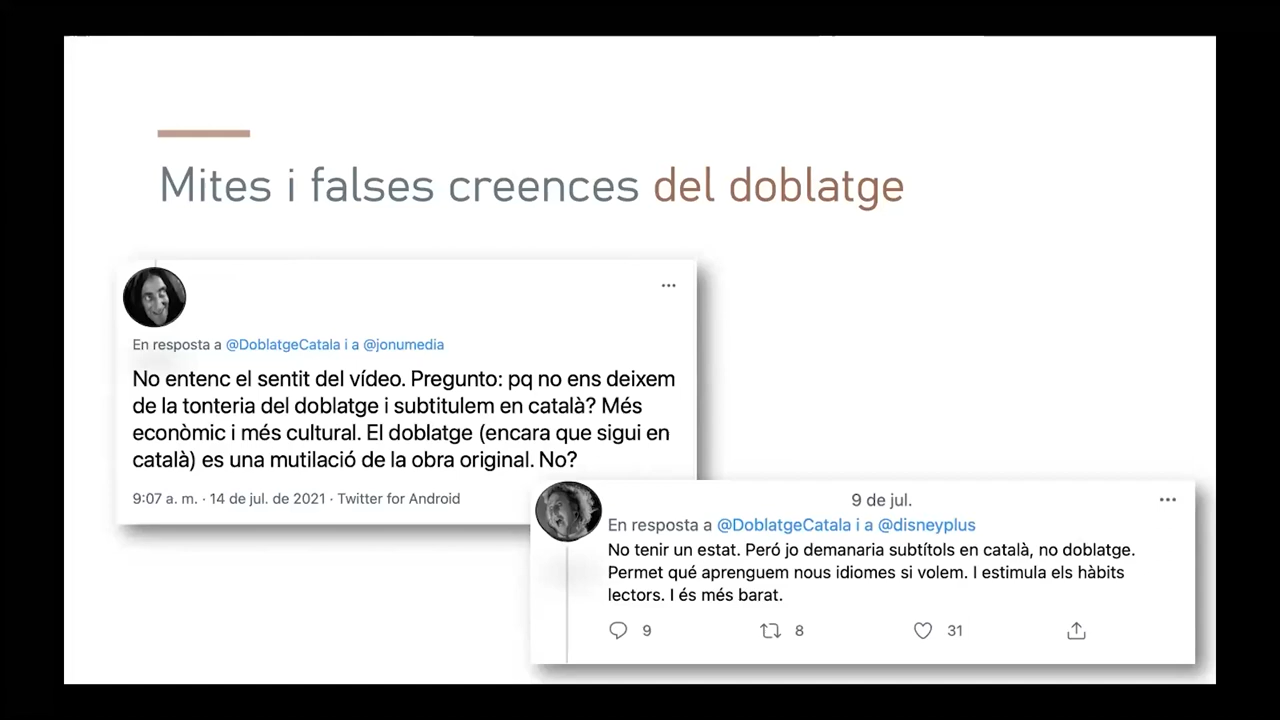 Mites i falses creences del doblatge
En resposta a @DoblatgeCatala i a @jonumedia
No entenc el sentit del vídeo. Pregunto: pq no ens deixem
de la tonteria del doblatge i subtitulem en català? Més
econòmic i més cultural. El doblatge (encara que sigui en
català) es una mutilació de la obra original. No?
9:07 a. m. · 14 de jul. de 2021 · Twitter for Android
9 de jul.
En resposta a @DoblatgeCatala i a @disneyplus
No tenir un estat. Peró jo demanaria subtítols en català, no doblatge.
Permet qué aprenguem nous idiomes si volem. I estimula els hàbits
lectors. I és més barat.
9 8 31